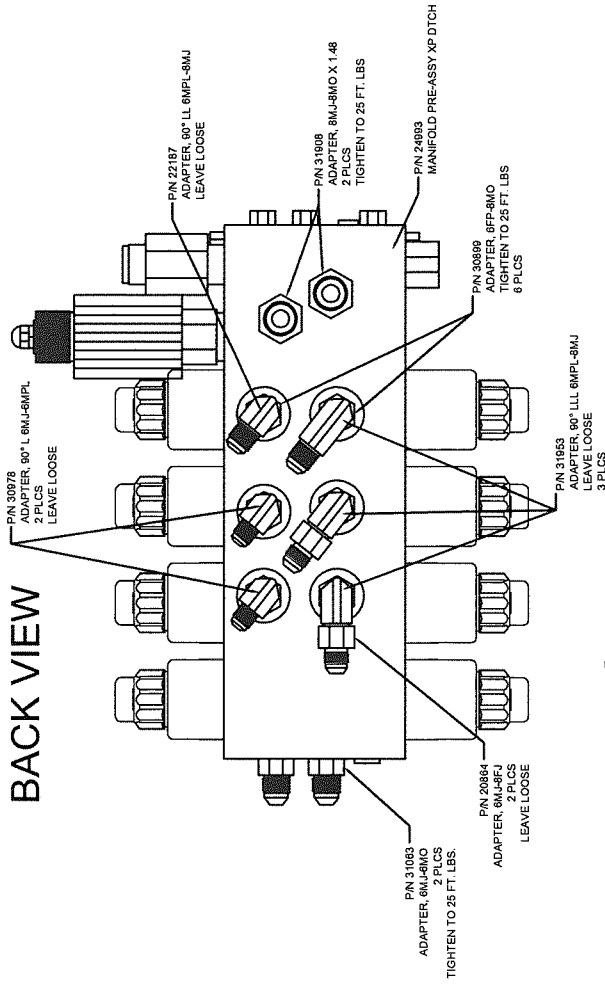 BACK VIEW
P/N 30978
ADAPTER, 90° L 6MJ-6MPL
2 PLCS
LEAVE LOOSE
P/N 22187
ADAPTER, 90° LL 6MPL-8MJ
LEAVE LOOSE
P/N 31908
ADAPTER, 8MJ-8MO X 1.48
2 PLCS
TIGHTEN TO 25 FT. LBS
P/N 24993
MANIFOLD PRE-ASSY XP DTCH
P/N 30899
ADAPTER, 6FP-8MO
TIGHTEN TO 25 FT. LBS
6 PLCS
P/N 31953
ADAPTER, 90° LLL 6MPL-8MJ
LEAVE LOOSE
3 PLCS
P/N 20864
ADAPTER, 6MJ-8FJ
2 PLCS
LEAVE LOOSE
P/N 31063
ADAPTER, 6MJ-6MO
2 PLCS
TIGHTEN TO 25 FT. LBS.